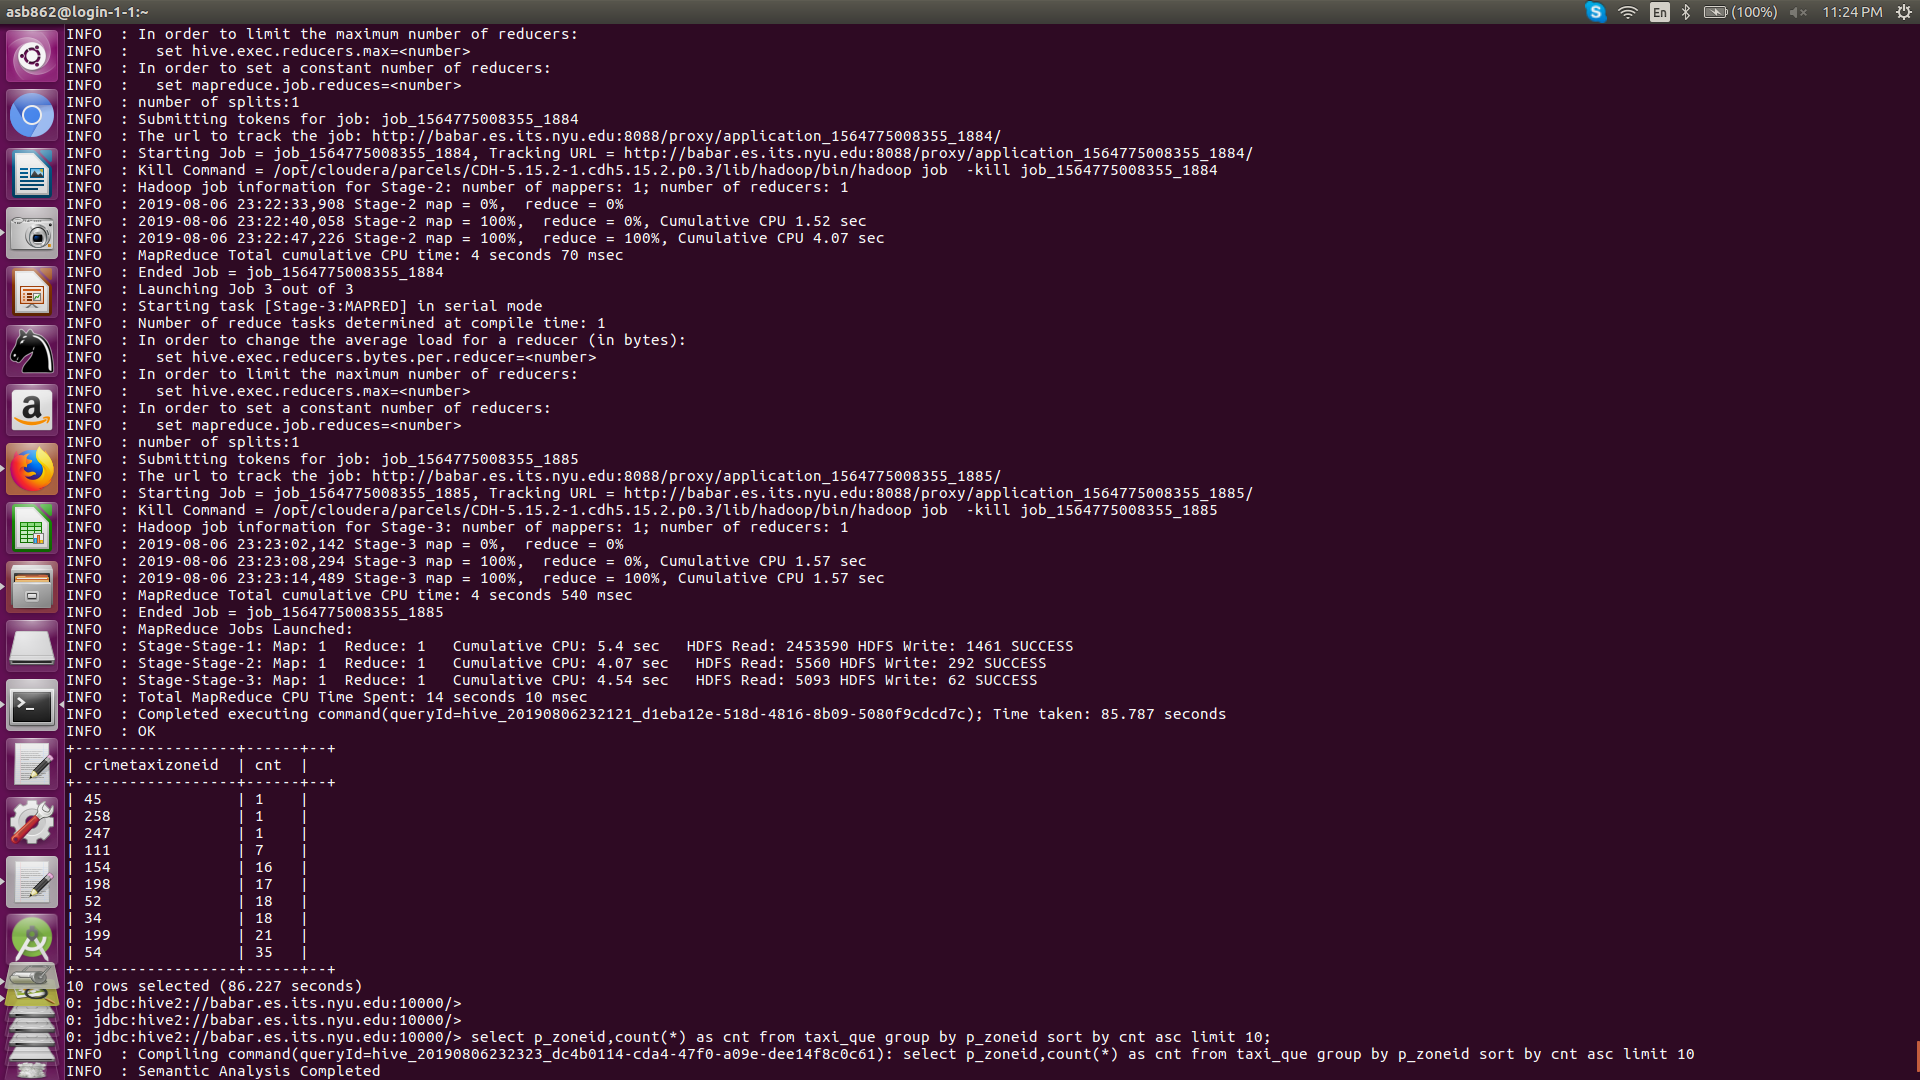 asb862@login-1-1:~
En (100%) 11:24 PM
INFO  : In order to limit the maximum number of reducers:
INFO  :   set hive.exec.reducers.max=<number>
INFO  : In order to set a constant number of reducers:
INFO  :   set mapreduce.job.reduces=<number>
INFO  : number of splits:1
INFO  : Submitting tokens for job: job_1564775008355_1884
INFO  : The url to track the job: http://babar.es.its.nyu.edu:8088/proxy/application_1564775008355_1884/
INFO  : Starting Job = job_1564775008355_1884, Tracking URL = http://babar.es.its.nyu.edu:8088/proxy/application_1564775008355_1884/
INFO  : Kill Command = /opt/cloudera/parcels/CDH-5.15.2-1.cdh5.15.2.p0.3/lib/hadoop/bin/hadoop job  -kill job_1564775008355_1884
INFO  : Hadoop job information for Stage-2: number of mappers: 1; number of reducers: 1
INFO  : 2019-08-06 23:22:33,908 Stage-2 map = 0%,  reduce = 0%
INFO  : 2019-08-06 23:22:40,058 Stage-2 map = 100%,  reduce = 0%, Cumulative CPU 1.52 sec
INFO  : 2019-08-06 23:22:47,226 Stage-2 map = 100%,  reduce = 100%, Cumulative CPU 4.07 sec
INFO  : MapReduce Total cumulative CPU time: 4 seconds 70 msec
INFO  : Ended Job = job_1564775008355_1884
INFO  : Launching Job 3 out of 3
INFO  : Starting task [Stage-3:MAPRED] in serial mode
INFO  : Number of reduce tasks determined at compile time: 1
INFO  : In order to change the average load for a reducer (in bytes):
INFO  :   set hive.exec.reducers.bytes.per.reducer=<number>
INFO  : In order to limit the maximum number of reducers:
INFO  :   set hive.exec.reducers.max=<number>
INFO  : In order to set a constant number of reducers:
INFO  :   set mapreduce.job.reduces=<number>
INFO  : number of splits:1
INFO  : Submitting tokens for job: job_1564775008355_1885
INFO  : The url to track the job: http://babar.es.its.nyu.edu:8088/proxy/application_1564775008355_1885/
INFO  : Starting Job = job_1564775008355_1885, Tracking URL = http://babar.es.its.nyu.edu:8088/proxy/application_1564775008355_1885/
INFO  : Kill Command = /opt/cloudera/parcels/CDH-5.15.2-1.cdh5.15.2.p0.3/lib/hadoop/bin/hadoop job  -kill job_1564775008355_1885
INFO  : Hadoop job information for Stage-3: number of mappers: 1; number of reducers: 1
INFO  : 2019-08-06 23:23:02,142 Stage-3 map = 0%,  reduce = 0%
INFO  : 2019-08-06 23:23:08,294 Stage-3 map = 100%,  reduce = 0%, Cumulative CPU 1.57 sec
INFO  : 2019-08-06 23:23:14,489 Stage-3 map = 100%,  reduce = 100%, Cumulative CPU 1.57 sec
INFO  : MapReduce Total cumulative CPU time: 4 seconds 540 msec
INFO  : Ended Job = job_1564775008355_1885
INFO  : MapReduce Jobs Launched:
INFO  : Stage-Stage-1: Map: 1  Reduce: 1   Cumulative CPU: 5.4 sec   HDFS Read: 2453590 HDFS Write: 1461 SUCCESS
INFO  : Stage-Stage-2: Map: 1  Reduce: 1   Cumulative CPU: 4.07 sec   HDFS Read: 5560 HDFS Write: 292 SUCCESS
INFO  : Stage-Stage-3: Map: 1  Reduce: 1   Cumulative CPU: 4.54 sec   HDFS Read: 5093 HDFS Write: 62 SUCCESS
INFO  : Total MapReduce CPU Time Spent: 14 seconds 10 msec
INFO  : Completed executing command(queryId=hive_20190806232121_d1eba12e-518d-4816-8b09-5080f9cdcd7c); Time taken: 85.787 seconds
INFO  : OK
+------------------+------+--+
| crimetaxizoneid  | cnt  |
+------------------+------+--+
| 45               | 1    |
| 258              | 1    |
| 247              | 1    |
| 111              | 7    |
| 154              | 16   |
| 198              | 17   |
| 52               | 18   |
| 34               | 18   |
| 199              | 21   |
| 54               | 35   |
+------------------+------+--+
10 rows selected (86.227 seconds)
0: jdbc:hive2://babar.es.its.nyu.edu:10000/>
0: jdbc:hive2://babar.es.its.nyu.edu:10000/>
0: jdbc:hive2://babar.es.its.nyu.edu:10000/> select p_zoneid,count(*) as cnt from taxi_que group by p_zoneid sort by cnt asc limit 10;
INFO  : Compiling command(queryId=hive_20190806232323_dc4b0114-cda4-47f0-a09e-dee14f8c0c61): select p_zoneid,count(*) as cnt from taxi_que group by p_zoneid sort by cnt asc limit 10
INFO  : Semantic Analysis Completed